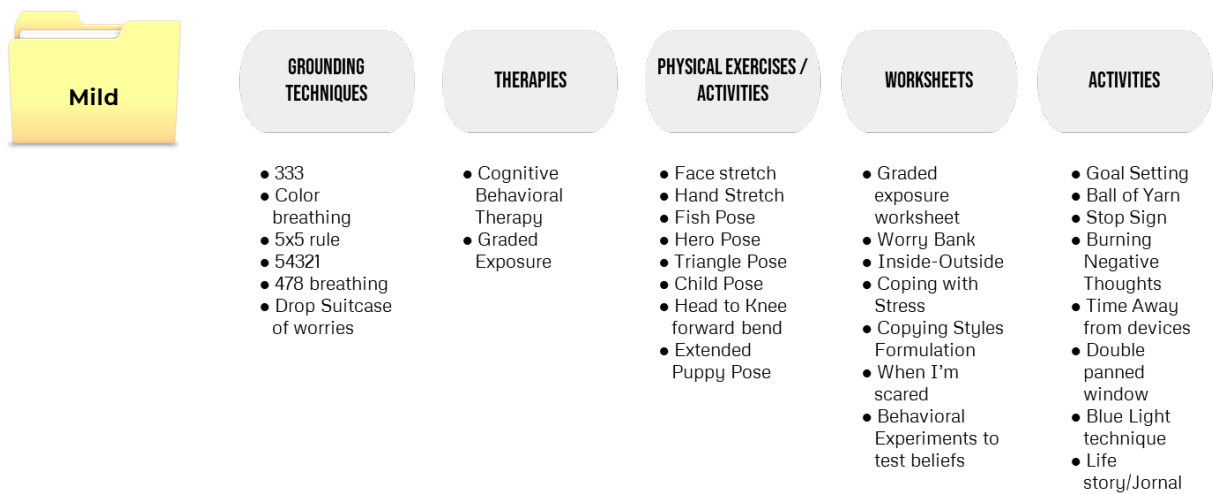 Mild
GROUNDING
TECHNIQUES
● 333
● Color
breathing
● 5x5 rule
● 54321
● 478 breathing
● Drop Suitcase
of worries
THERAPIES
● Cognitive
Behavioral
Therapy
● Graded
Exposure
PHYSICAL EXERCISES /
ACTIVITIES
● Face stretch
● Hand Stretch
● Fish Pose
● Hero Pose
● Triangle Pose
● Child Pose
● Head to Knee
forward bend
● Extended
Puppy Pose
WORKSHEETS
● Graded
exposure
worksheet
● Worry Bank
● Inside-Outside
● Coping with
Stress
● Copying Styles
Formulation
● When I'm
scared
● Behavioral
Experiments to
test beliefs
ACTIVITIES
● Goal Setting
● Ball of Yarn
● Stop Sign
● Burning
Negative
Thoughts
● Time Away
from devices
● Double
panned
window
● Blue Light
technique
● Life
story/Jornal